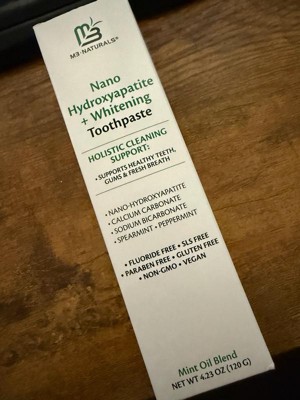 M3 NATURALS®
Nano
Hydroxyapatite
+ Whitening
Toothpaste
HOLISTIC CLEANING
SUPPORT:
• SUPPORTS HEALTHY TEETH,
GUMS & FRESH BREATH
• NANO-HYDROXYAPATITE
• CALCIUM CARBONATE
• SODIUM BICARBONATE
• SPEARMINT • PEPPERMINT
• FLUORIDE FREE • SLS FREE
• PARABEN FREE • GLUTEN FREE
• NON-GMO • VEGAN
Mint Oil Blend
NET WT 4.23 OZ (120 G)